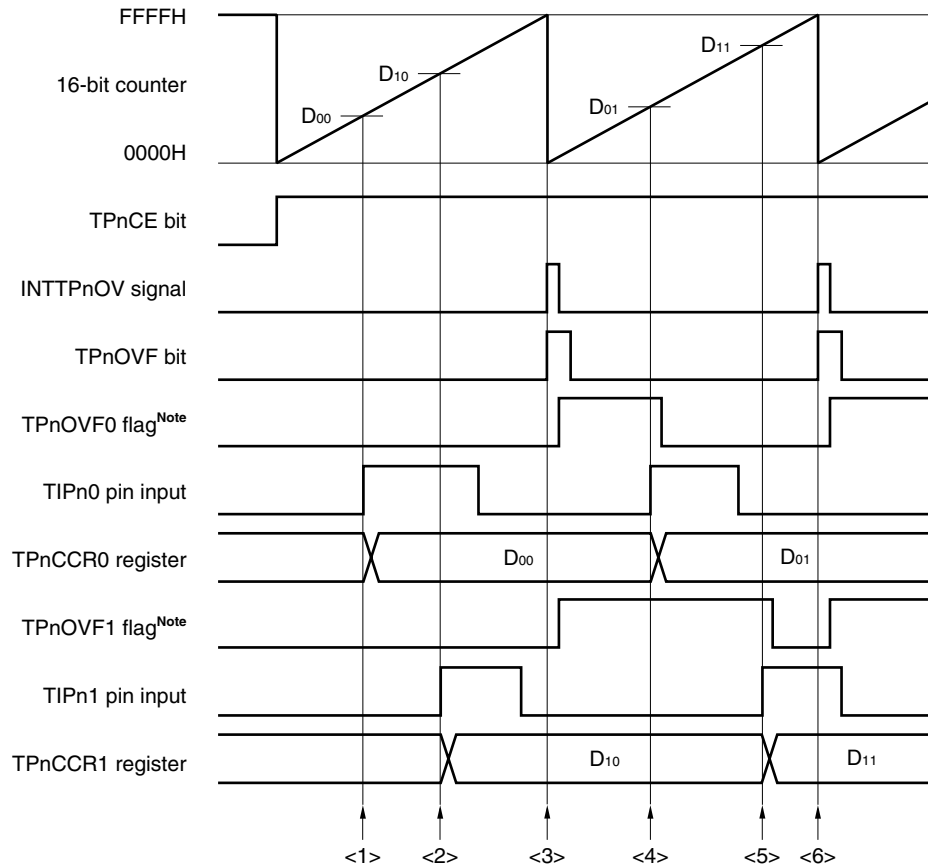 FFFFH
D11
D10
16-bit counter
D01
D00
0000H
TPnCE bit
INTTPnOV signal
TPnOVF bit
TPnOVF0 flagNote
TIPn0 pin input
TPnCCR0 register
D00
D01
TPnOVF1 flagNote
TIPn1 pin input
TPnCCR1 register
D10
D11
<1> <2> <3> <4> <5> <6>